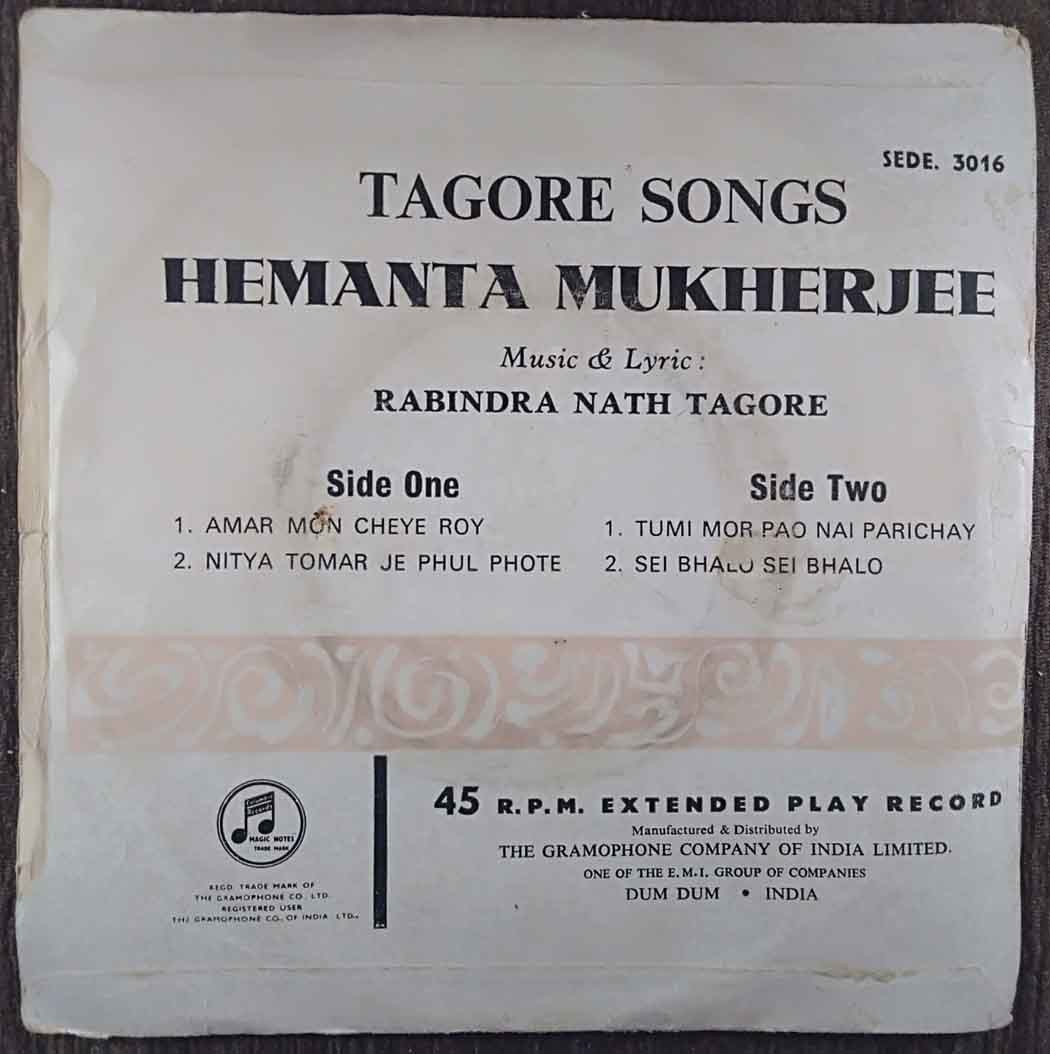 SEDE. 3016
TAGORE SONGS
HEMANTA MUKHERJEE
Music & Lyric :
RABINDRA NATH TAGORE
Side One
1. AMAR MON CHEYE ROY
2. NITYA TOMAR JE PHUL PHOTE
Side Two
1. TUMI MOR PAO NAI PARICHAY
2. SEI BHALO SEI BHALO
Columbia
Records
MAGIC NOTES
TRADE MARK
REGD. TRADE MARK OF
THE GRAMOPHONE CO. LTD.
REGISTERED USER
THE GRAMOPHONE CO., OF INDIA LTD.,
45 R.P.M. EXTENDED PLAY RECORD
Manufactured & Distributed by
THE GRAMOPHONE COMPANY OF INDIA LIMITED.
ONE OF THE E.M.I. GROUP OF COMPANIES
DUM DUM • INDIA